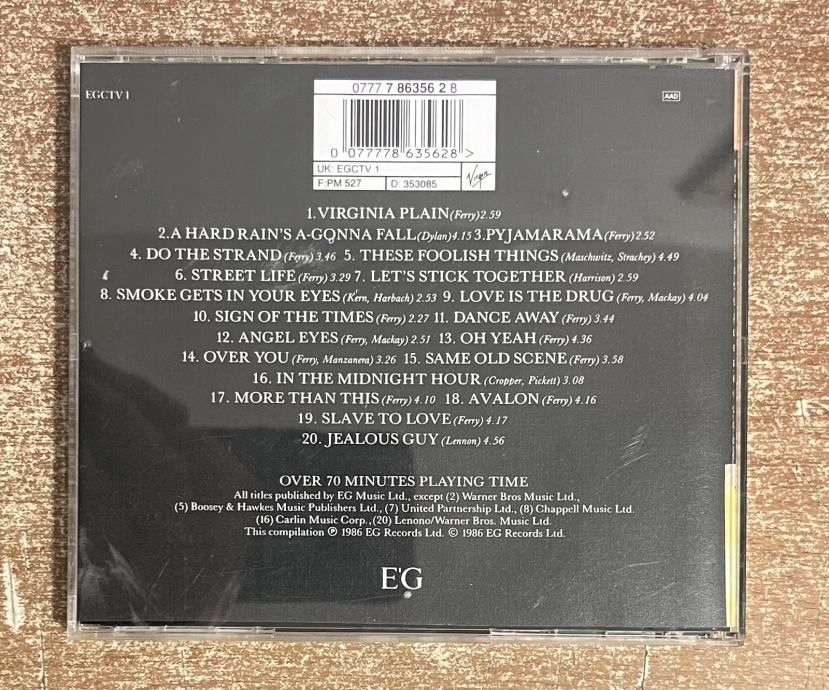 EGCTV 1
0777 7 86356 2 8
AAD
0 077778 635628 >
UK: EGCTV 1
F:PM 527 D: 353085 Virgin
1.VIRGINIA PLAIN(Ferry)2.59
2.A HARD RAIN'S A-GONNA FALL(Dylan)4.15 3.PYJAMARAMA(Ferry)2.52
4. DO THE STRAND (Ferry) 3.46 5. THESE FOOLISH THINGS (Maschwitz, Strachey) 4.49
6. STREET LIFE (Ferry) 3.29 7. LET'S STICK TOGETHER (Harrison) 2.59
8. SMOKE GETS IN YOUR EYES (Kern, Harbach) 2.53 9. LOVE IS THE DRUG (Ferry, Mackay) 4.04
10. SIGN OF THE TIMES (Ferry) 2.27 11. DANCE AWAY (Ferry) 3.44
12. ANGEL EYES (Ferry, Mackay) 2.51 13. OH YEAH (Ferry) 4.36
14. OVER YOU (Ferry, Manzanera) 3.26 15. SAME OLD SCENE (Ferry) 3.58
16. IN THE MIDNIGHT HOUR (Cropper, Pickett) 3.08
17. MORE THAN THIS (Ferry) 4.10 18. AVALON (Ferry) 4.16
19. SLAVE TO LOVE (Ferry) 4.17
20. JEALOUS GUY (Lennon) 4.56
OVER 70 MINUTES PLAYING TIME
All titles published by EG Music Ltd., except (2) Warner Bros Music Ltd.,
(5) Boosey & Hawkes Music Publishers Ltd., (7) United Partnership Ltd., (8) Chappell Music Ltd.
(16) Carlin Music Corp., (20) Lenono/Warner Bros. Music Ltd.
This compilation ℗ 1986 EG Records Ltd. © 1986 EG Records Ltd.
E'G